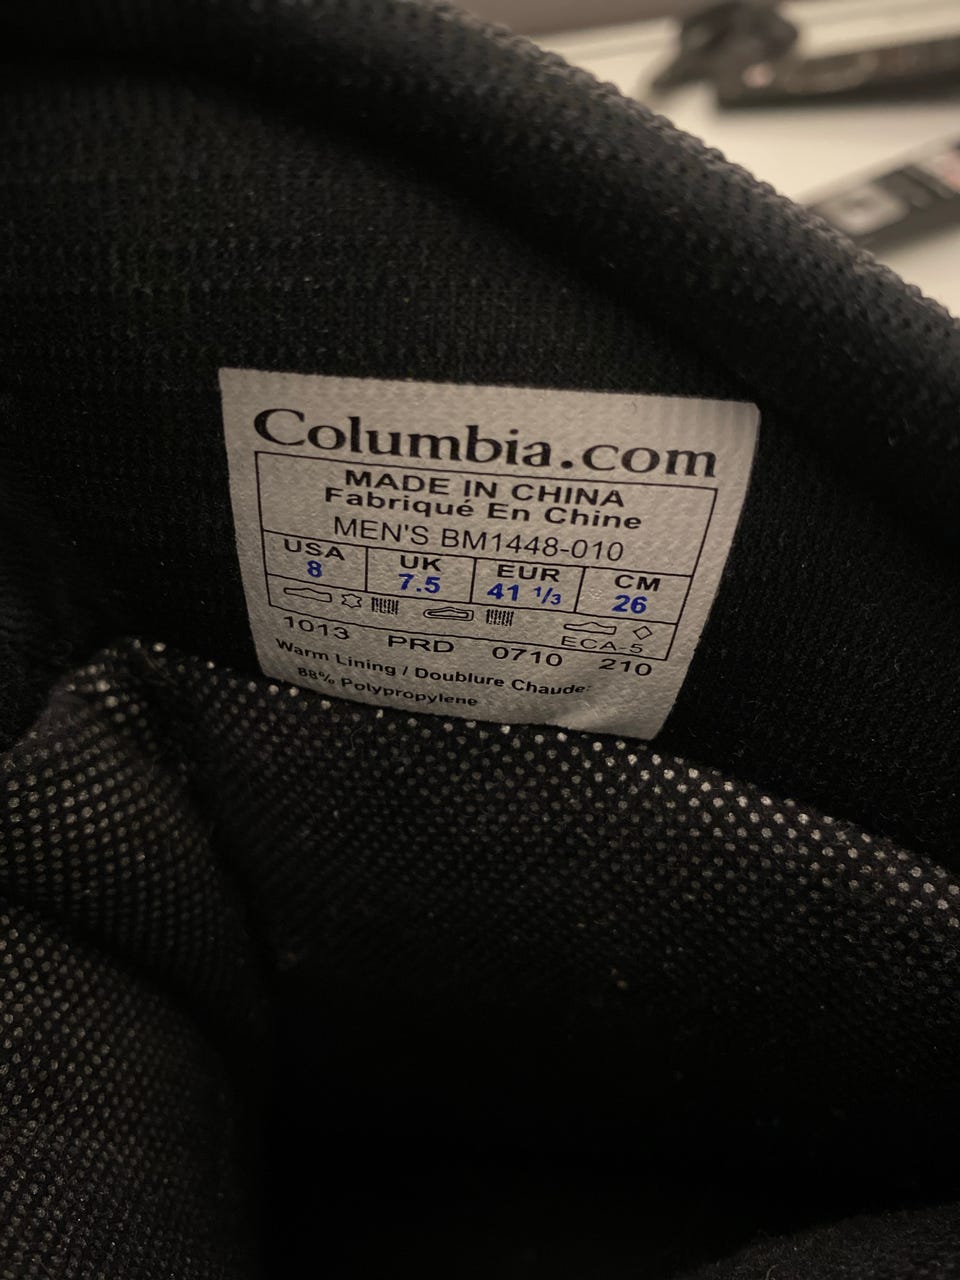 Columbia.com
MADE IN CHINA
Fabriqué En Chine
MEN'S BM1448-010
USA UK EUR CM
8 7.5 41 1/3 26
ECA-5
1013 PRD 0710 210
Warm Lining / Doublure Chaude:
88% Polypropylene